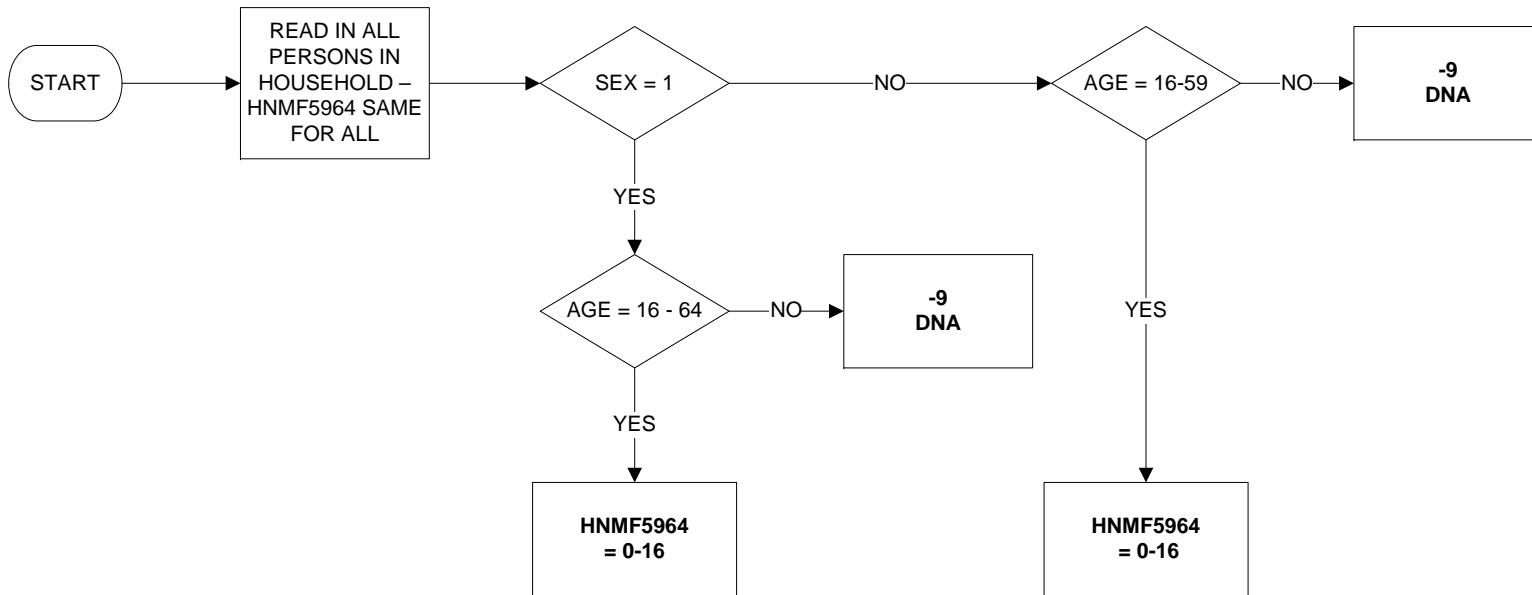 START
READ IN ALL
PERSONS IN
HOUSEHOLD –
HNMF5964 SAME
FOR ALL
SEX = 1
NO
AGE = 16-59
NO
-9
DNA
YES
AGE = 16 - 64
NO
-9
DNA
YES
YES
HNMF5964
= 0-16
HNMF5964
= 0-16